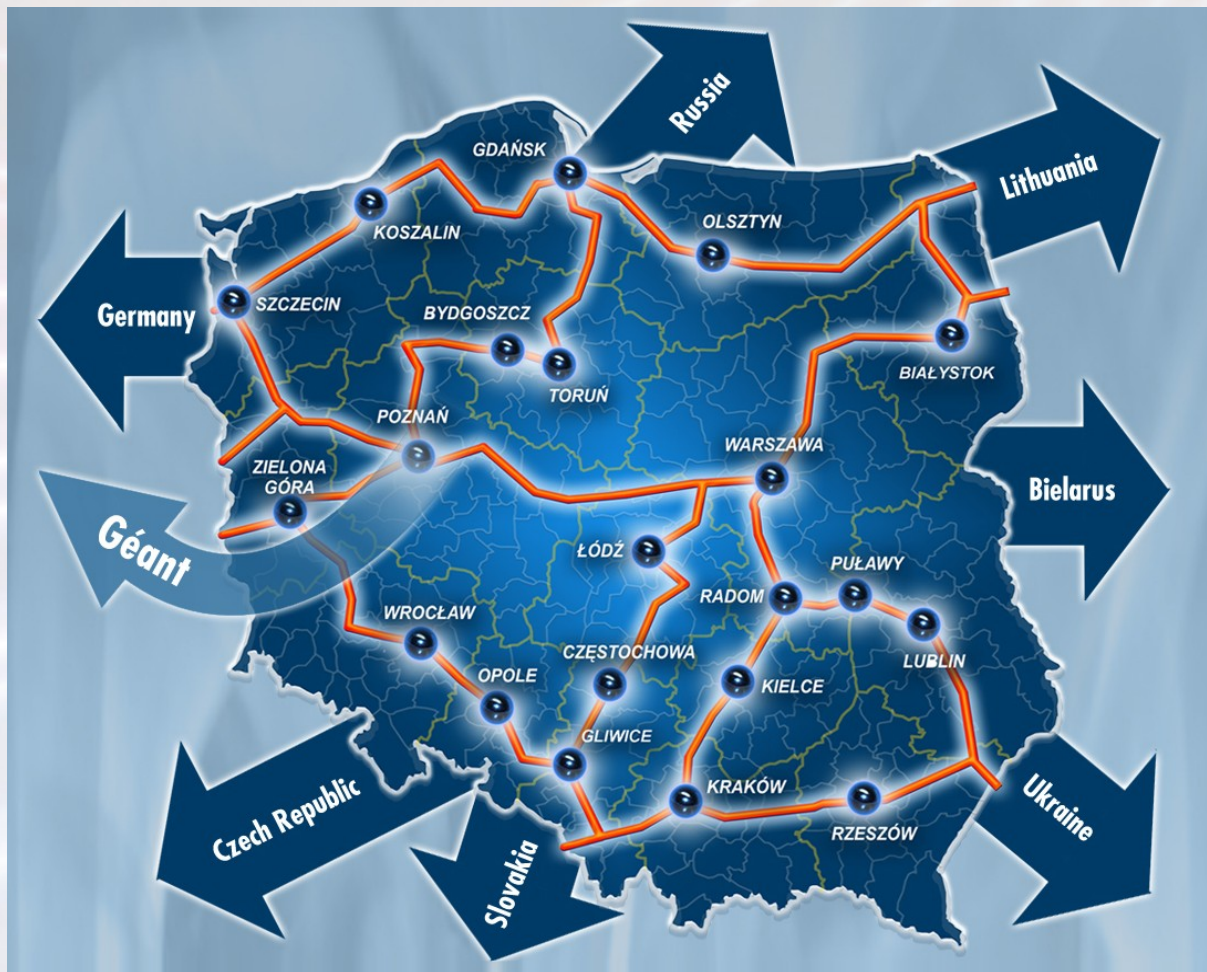 Russia
GDAŃSK
Lithuania
KOSZALIN
OLSZTYN
Germany
SZCZECIN
BYDGOSZCZ
TORUŃ
BIAŁYSTOK
POZNAŃ
WARSZAWA
ZIELONA
GÓRA
Bielarus
Géant
ŁÓDŹ
PUŁAWY
RADOM
WROCŁAW
CZĘSTOCHOWA
LUBLIN
OPOLE
KIELCE
GLIWICE
KRAKÓW
Czech Republic
Ukraine
RZESZÓW
Slovakia